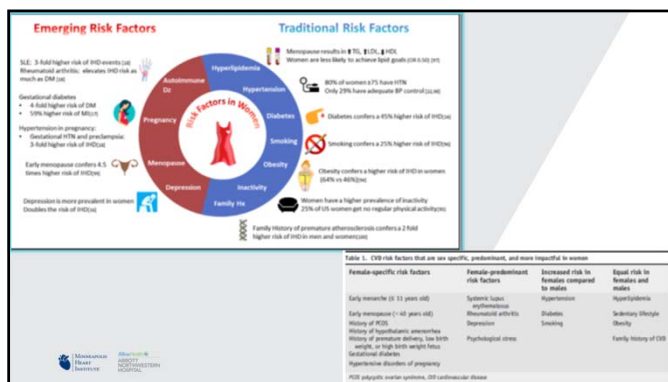 Emerging Risk Factors
Traditional Risk Factors
SLE: 3-fold higher risk of IHD events
Rheumatoid arthritis: elevates IHD risk as
much as DM
Gestational diabetes
• 4-fold higher risk of DM
• 59% higher risk of MI
Hypertension in pregnancy:
• Gestational HTN and preclampsia:
3-fold higher risk of IHD
Early menopause confers 4.5
times higher risk of IHD
Depression is more prevalent in women
Doubles the risk of IHD
Autoimmune
Dz
Pregnancy
Menopause
Depression
Hyperlipidemia
Hypertension
Diabetes
Smoking
Obesity
Inactivity
Family Hx
Risk Factors in Women
Menopause results in ⬆TG, ⬆LDL, ⬇HDL
Women are less likely to achieve lipid goals (OR 0.50)
80% of women ≥75 have HTN
Only 29% have adequate BP control
Diabetes confers a 45% higher risk of IHD
Smoking confers a 25% higher risk of IHD
Obesity confers a higher risk of IHD in women
(64% vs 46%)
Women have a higher prevalence of inactivity
25% of US women get no regular physical activity
Family History of premature atherosclerosis confers a 2 fold
higher risk of IHD in men and women
Table 1. CVD risk factors that are sex specific, predominant, and more impactful in women
Female-specific risk factors
Female-predominant
risk factors
Increased risk in
females compared
to males
Equal risk in
females and
males
Early menarche (≤ 11 years old)
Systemic lupus
erythematosus
Hypertension
Hyperlipidemia
Early menopause (< 40 years old)
Rheumatoid arthritis
Diabetes
Sedentary lifestyle
History of PCOS
Depression
Smoking
Obesity
History of hypothalamic amenorrhea
History of premature delivery, low birth
weight, or high birth weight fetus
Psychological stress
Family history of CVD
Gestational diabetes
Hypertensive disorders of pregnancy
PCOS polycystic ovarian syndrome, CVD cardiovascular disease
Minneapolis
Heart
Institute
AllinaHealth
ABBOTT
NORTHWESTERN
HOSPITAL